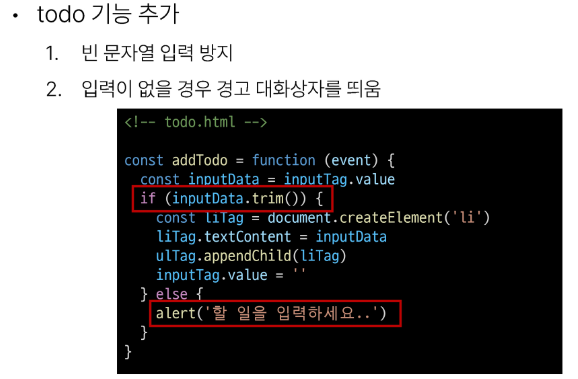 • todo 기능 추가
1. 빈 문자열 입력 방지
2. 입력이 없을 경우 경고 대화상자를 띄움
<!-- todo.html -->
const addTodo = function (event) {
  const inputData = inputTag.value
  if (inputData.trim()) {
    const liTag = document.createElement('li')
    liTag.textContent = inputData
    ulTag.appendChild(liTag)
    inputTag.value = ''
  } else {
    alert('할 일을 입력하세요..')
  }
}